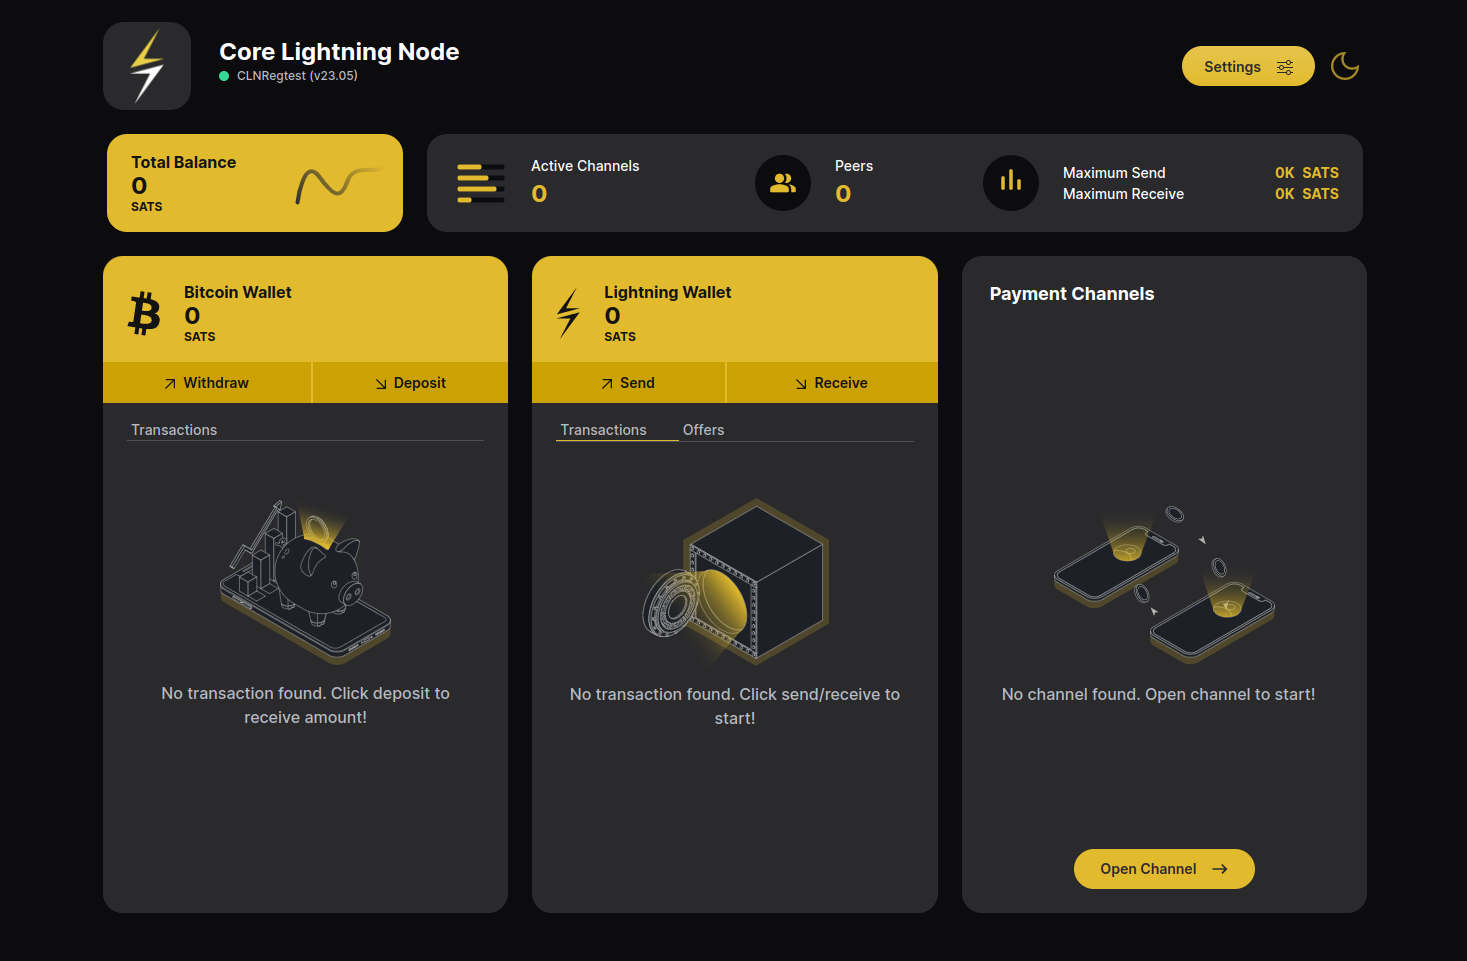 Core Lightning Node
CLNRegtest (v23.05)
Settings
Total Balance
0
SATS
Active Channels
0
Peers
0
Maximum Send 0K SATS
Maximum Receive 0K SATS
Bitcoin Wallet
0
SATS
Withdraw
Deposit
Transactions
No transaction found. Click deposit to
receive amount!
Lightning Wallet
0
SATS
Send
Receive
Transactions
Offers
No transaction found. Click send/receive to
start!
Payment Channels
No channel found. Open channel to start!
Open Channel